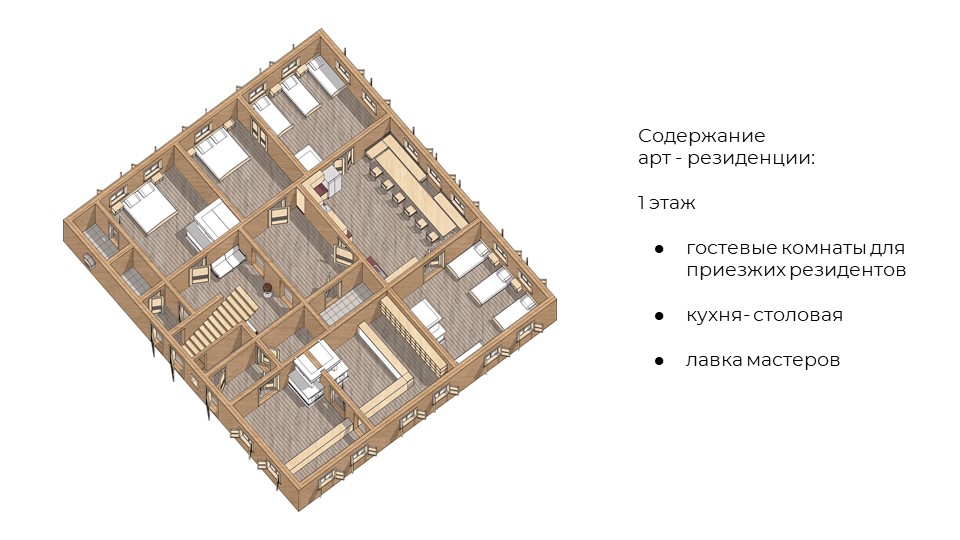 Содержание
арт - резиденции:
1 этаж
● гостевые комнаты для
приезжих резидентов
● кухня- столовая
● лавка мастеров